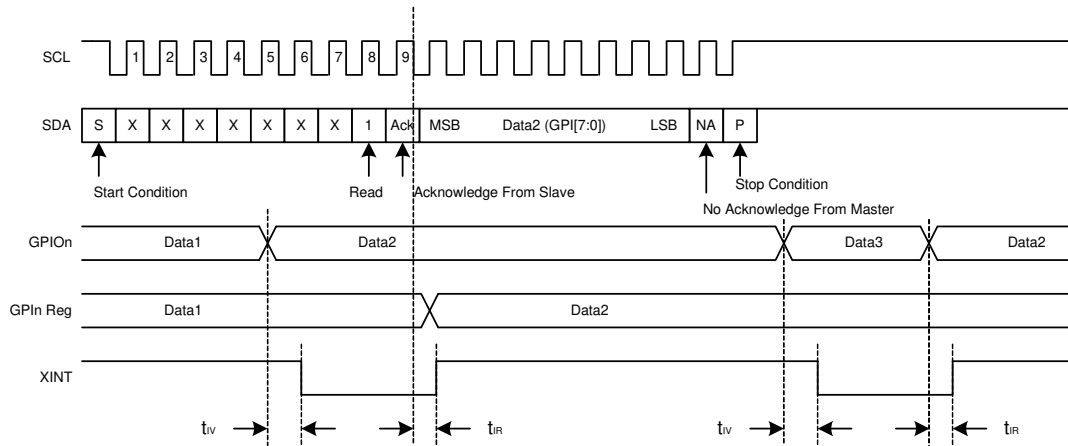 SCL 1 2 3 4 5 6 7 8 9
SDA S X X X X X X X 1 Ack MSB Data2 (GPI[7:0]) LSB NA P
Start Condition Read Acknowledge From Slave Stop Condition
No Acknowledge From Master
GPIOn Data1 Data2 Data3 Data2
GPIn Reg Data1 Data2
XINT
tIV tIR tIV tIR